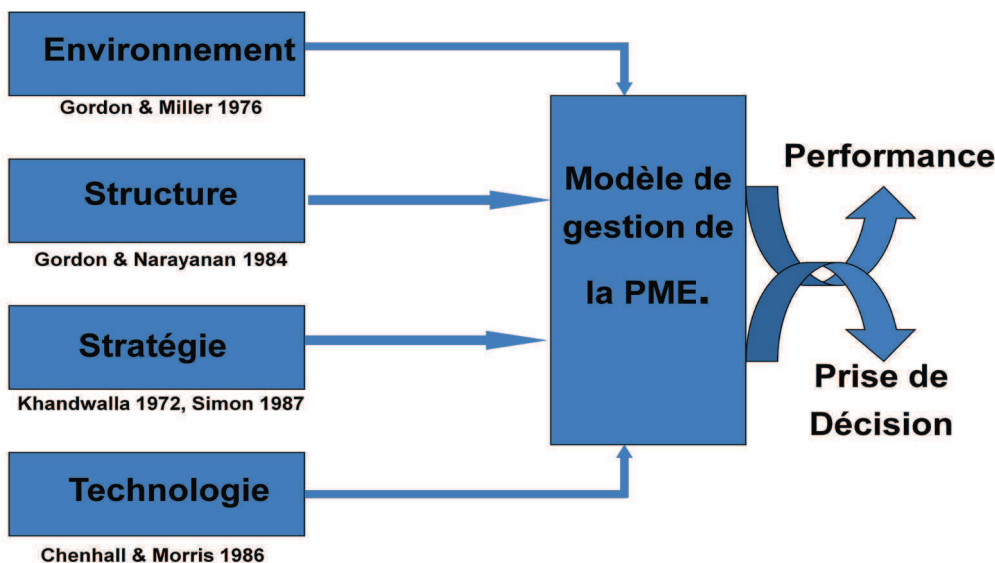 Environnement
Gordon & Miller 1976
Structure
Gordon & Narayanan 1984
Stratégie
Khandwalla 1972, Simon 1987
Technologie
Chenhall & Morris 1986
Modèle de
gestion de
la PME.
Performance
Prise de
Décision